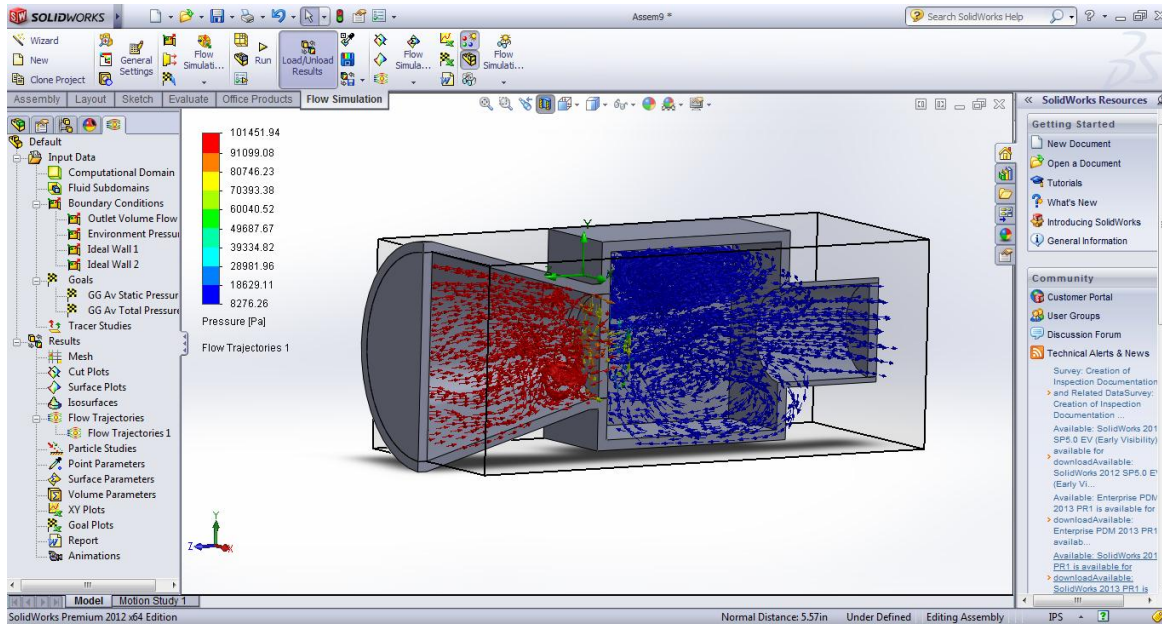 SOLIDWORKS
Assem9 *
Search SolidWorks Help
Wizard
New
Clone Project
General Settings
Flow Simulati...
Run
Load/Unload Results
Flow Simula...
Flow Simulati...
Assembly Layout Sketch Evaluate Office Products Flow Simulation
Default
Input Data
Computational Domain
Fluid Subdomains
Boundary Conditions
Outlet Volume Flow
Environment Pressu
Ideal Wall 1
Ideal Wall 2
Goals
GG Av Static Pressur
GG Av Total Pressure
Tracer Studies
Results
Mesh
Cut Plots
Surface Plots
Isosurfaces
Flow Trajectories
Flow Trajectories 1
Particle Studies
Point Parameters
Surface Parameters
Volume Parameters
XY Plots
Goal Plots
Report
Animations
101451.94
91099.08
80746.23
70393.38
60040.52
49687.67
39334.82
28981.96
18629.11
8276.26
Pressure [Pa]
Flow Trajectories 1
Y
Y
Z
X
SolidWorks Resources
Getting Started
New Document
Open a Document
Tutorials
What's New
Introducing SolidWorks
General Information
Community
Customer Portal
User Groups
Discussion Forum
Technical Alerts & News
Survey: Creation of
Inspection Documentation
and Related DataSurvey:
Creation of Inspection
Documentation ...
Available: SolidWorks 201
SP5.0 EV (Early Visibility)
available for
downloadAvailable:
SolidWorks 2012 SP5.0 E
(Early Vi...
Available: Enterprise PDM
2013 PR1 is available for
downloadAvailable:
Enterprise PDM 2013 PR1
availab...
Available: SolidWorks 201
PR1 is available for
downloadAvailable:
SolidWorks 2013 PR1 is
Model Motion Study 1
SolidWorks Premium 2012 x64 Edition
Normal Distance: 5.57in Under Defined Editing Assembly IPS